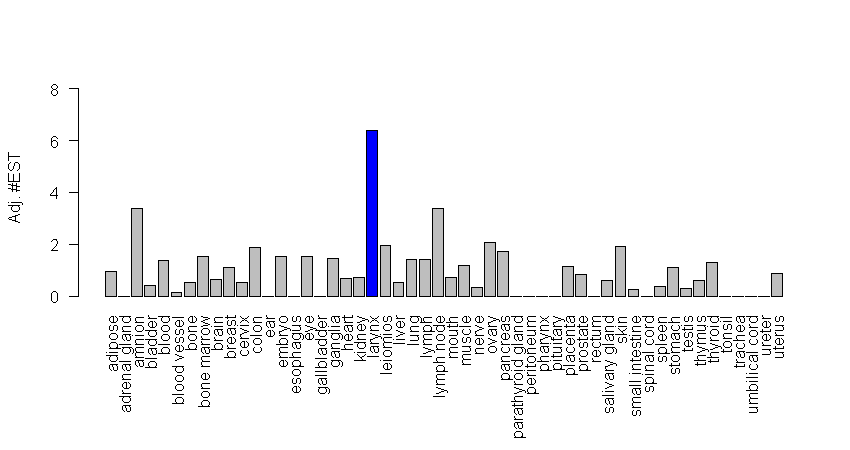 Adj. #EST
8
6
4
2
0
adipose
adrenal gland
amnion
bladder
blood
blood vessel
bone
bone marrow
brain
breast
cervix
colon
ear
embryo
esophagus
eye
gallbladder
ganglia
heart
kidney
larynx
leiomios
liver
lung
lymph
lymph node
mouth
muscle
nerve
ovary
pancreas
parathyroid gland
peritoneum
pharynx
pituitary
placenta
prostate
rectum
salivary gland
skin
small intestine
spinal cord
spleen
stomach
testis
thymus
thyroid
tonsil
trachea
umbilical cord
ureter
uterus